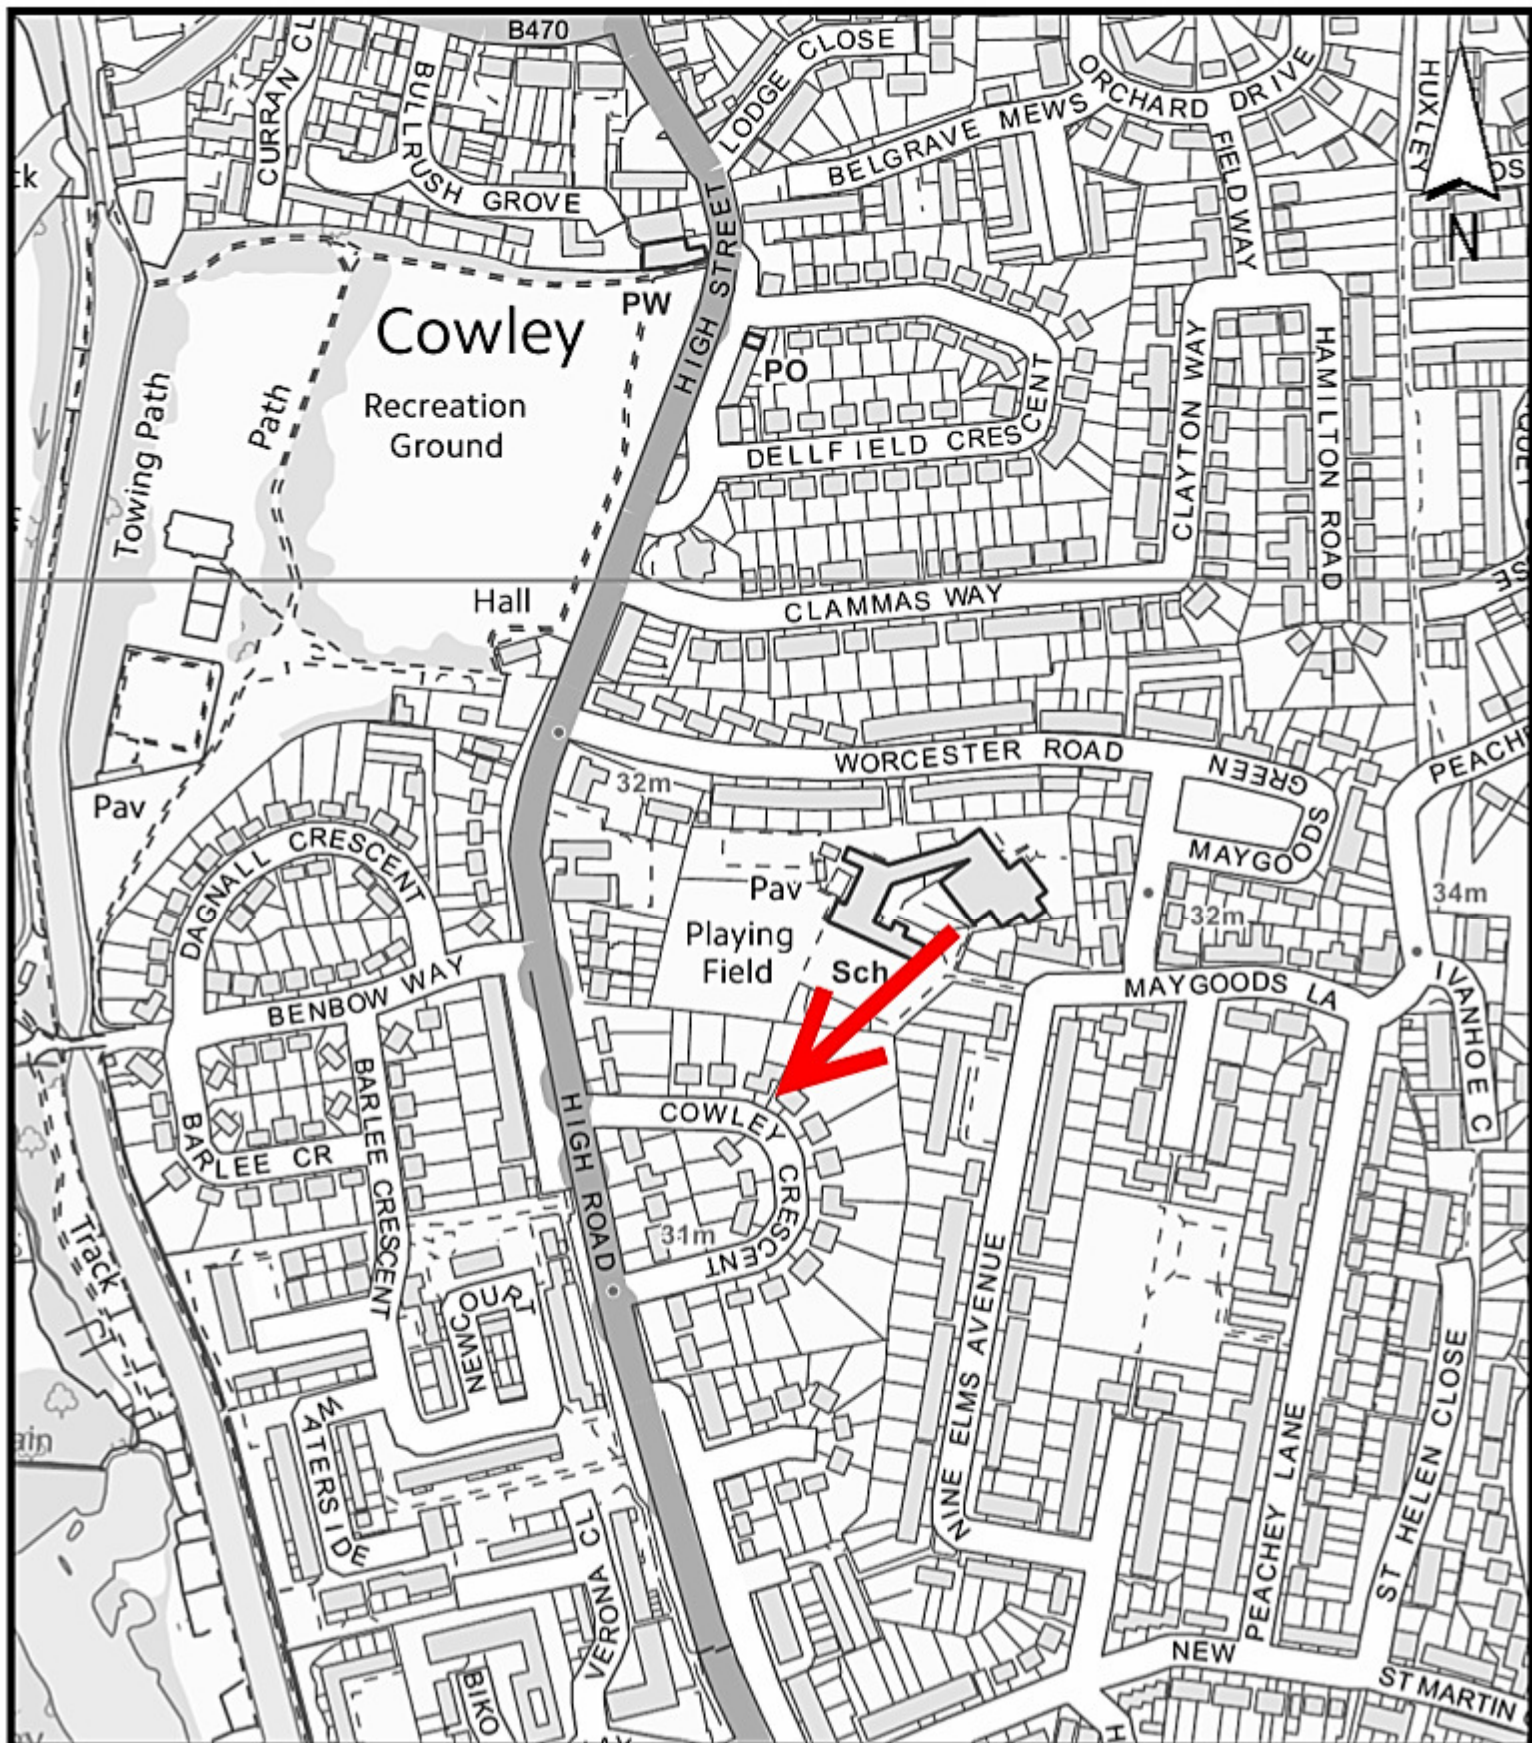 B470
CURRAN CL
BULLRUSH GROVE
LODGE CLOSE
BELGRAVE MEWS
ORCHARD DRIVE
FIELDWAY
HUXLEY
N
HIGH STREET
PW
Cowley
Recreation
Ground
Path
Towing Path
PO
DELLFIELD CRESCENT
CLAYTON WAY
HAMILTON ROAD
Hall
CLAMMAS WAY
WORCESTER ROAD
MAYGOODS GREEN
PEACH
Pav
32m
DAGNALL CRESCENT
Pav
Playing
Field
Sch
32m
34m
BENBOW WAY
MAYGOODS LA
IVANHOE C
BARLEE CR
BARLEE CRESCENT
HIGH ROAD
COWLEY CRESCENT
31m
Track
NEWCOURT
WATERSIDE
VERONA CL
BIKO
NINE ELMS AVENUE
PEACHEY LANE
ST HELEN CLOSE
NEW
ST MARTIN